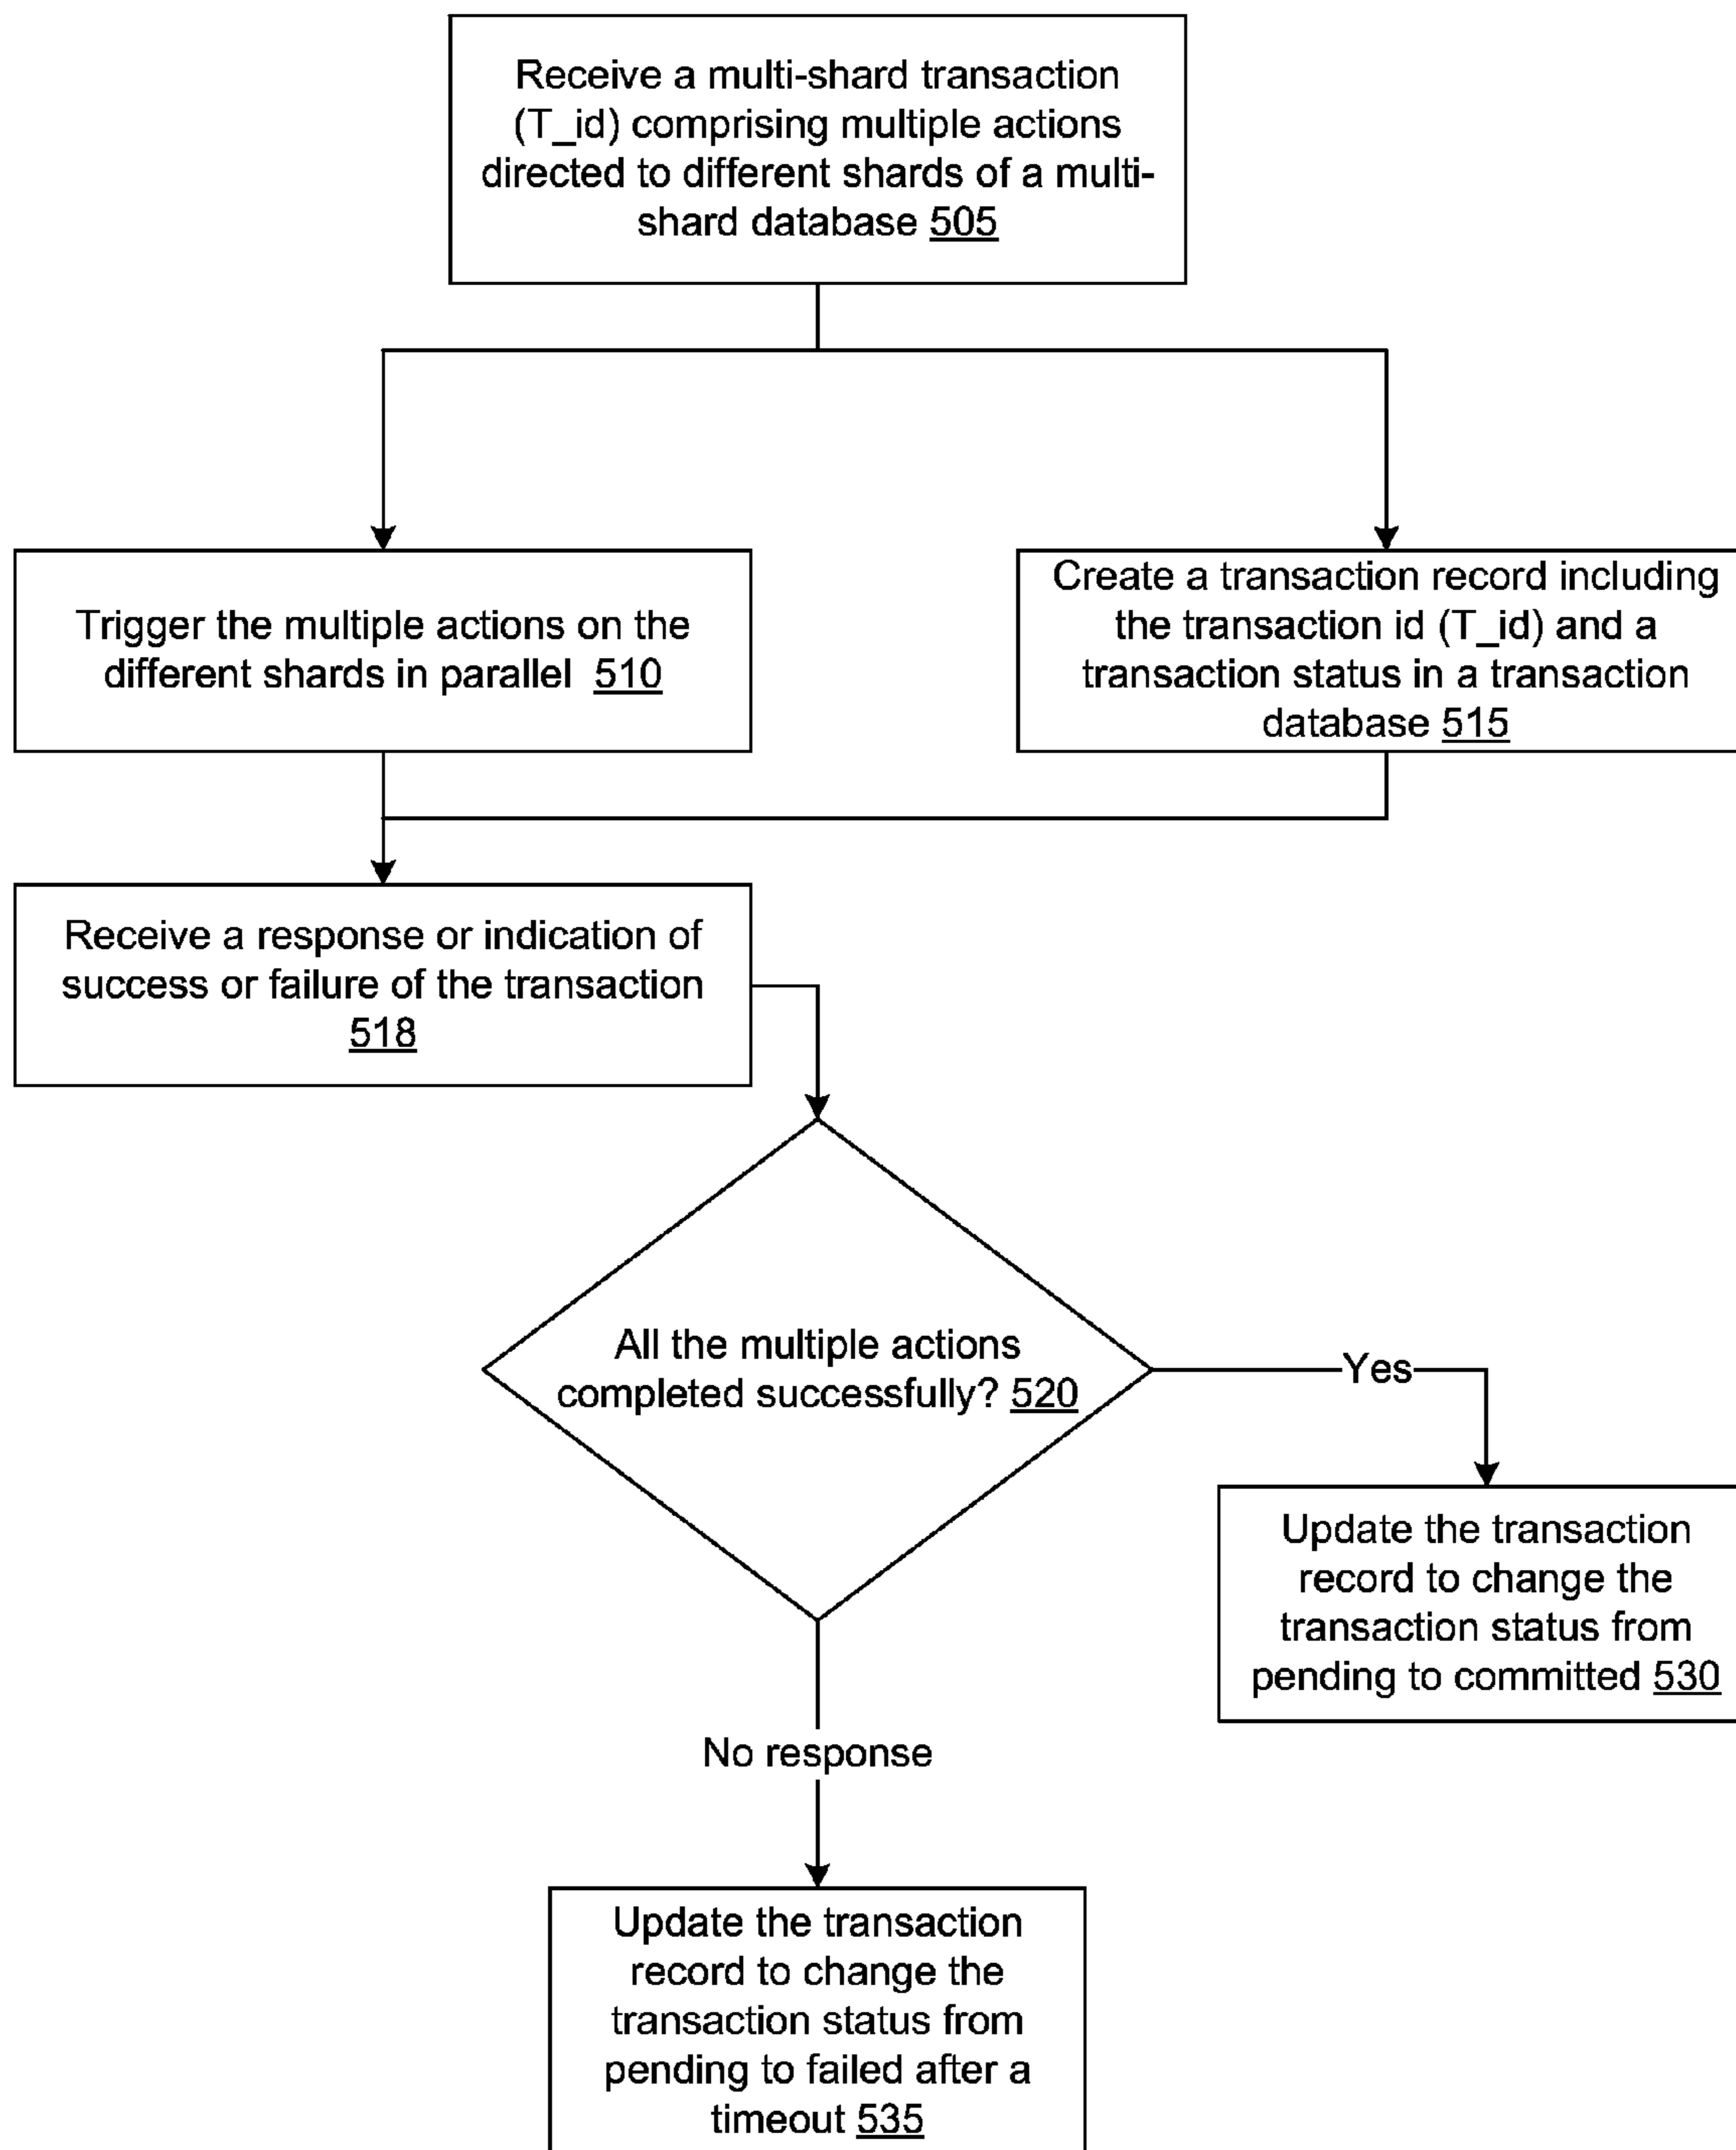 Receive a multi-shard transaction
(T_id) comprising multiple actions
directed to different shards of a multi-
shard database 505
Trigger the multiple actions on the
different shards in parallel 510
Create a transaction record including
the transaction id (T_id) and a
transaction status in a transaction
database 515
Receive a response or indication of
success or failure of the transaction
518
All the multiple actions
completed successfully? 520
Yes
Update the transaction
record to change the
transaction status from
pending to committed 530
No response
Update the transaction
record to change the
transaction status from
pending to failed after a
timeout 535